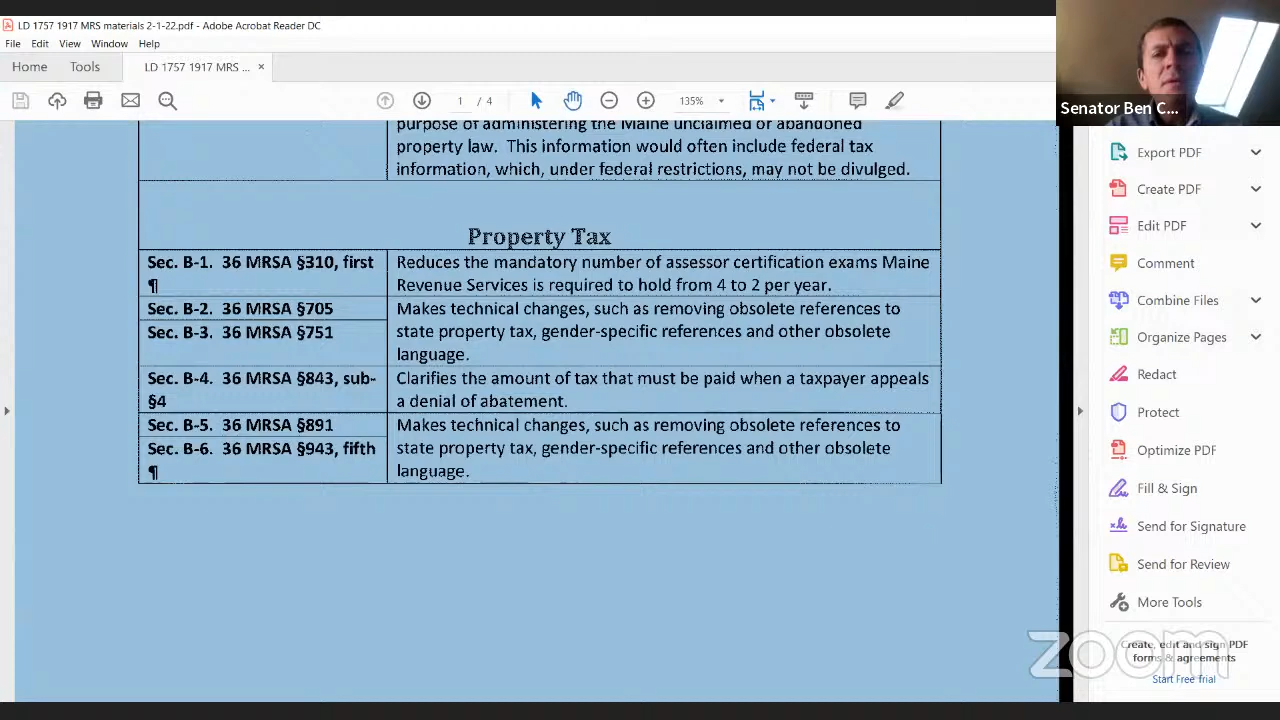 LD 1757 1917 MRS materials 2-1-22.pdf - Adobe Acrobat Reader DC
File Edit View Window Help
Home Tools LD 1757 1917 MRS ... ×
1 / 4 135%
Senator Ben C...
purpose of administering the Maine unclaimed or abandoned
property law. This information would often include federal tax
information, which, under federal restrictions, may not be divulged.
Property Tax
Sec. B-1. 36 MRSA §310, first
¶
Reduces the mandatory number of assessor certification exams Maine
Revenue Services is required to hold from 4 to 2 per year.
Sec. B-2. 36 MRSA §705
Sec. B-3. 36 MRSA §751
Makes technical changes, such as removing obsolete references to
state property tax, gender-specific references and other obsolete
language.
Sec. B-4. 36 MRSA §843, sub-
§4
Clarifies the amount of tax that must be paid when a taxpayer appeals
a denial of abatement.
Sec. B-5. 36 MRSA §891
Sec. B-6. 36 MRSA §943, fifth
¶
Makes technical changes, such as removing obsolete references to
state property tax, gender-specific references and other obsolete
language.
Export PDF
Create PDF
Edit PDF
Comment
Combine Files
Organize Pages
Redact
Protect
Optimize PDF
Fill & Sign
Send for Signature
Send for Review
More Tools
Create, edit and sign PDF
forms & agreements
Start Free Trial
zoom